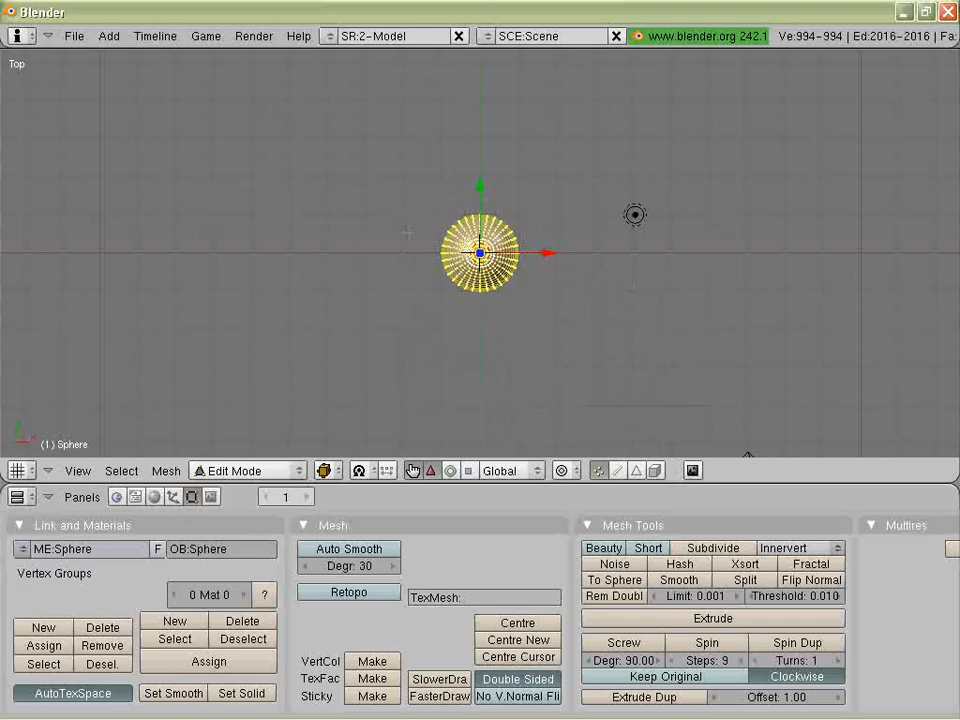 Blender
File Add Timeline Game Render Help SR:2-Model SCE:Scene www.blender.org 242.1 Ve:994-994 | Ed:2016-2016 | Fa:
Top
(1) Sphere
View Select Mesh Edit Mode Global
Panels 1
Link and Materials
ME:Sphere F OB:Sphere
Vertex Groups
0 Mat 0 ?
New Delete New Delete
Assign Remove Select Deselect
Select Desel. Assign
AutoTexSpace Set Smooth Set Solid
Mesh
Auto Smooth
Degr: 30
Retopo TexMesh:
Centre
Centre New
VertCol Make Centre Cursor
TexFac Make SlowerDra Double Sided
Sticky Make FasterDraw No V.Normal Fli
Mesh Tools
Beauty Short Subdivide Innervert
Noise Hash Xsort Fractal
To Sphere Smooth Split Flip Normal
Rem Doubl Limit: 0.001 Threshold: 0.010
Extrude
Screw Spin Spin Dup
Degr: 90.00 Steps: 9 Turns: 1
Keep Original Clockwise
Extrude Dup Offset: 1.00
Multires